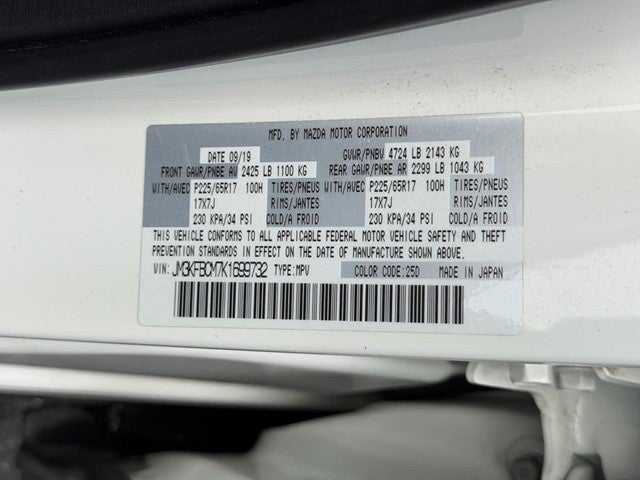 MFD. BY MAZDA MOTOR CORPORATION
DATE 09/19 GVWR/PNBV 4724 LB 2143 KG
FRONT GAWR/PNBE AV 2425 LB 1100 KG REAR GAWR/PNBE AR 2299 LB 1043 KG
WITH/AVEC P225/65R17 100H TIRES/PNEUS WITH/AVEC P225/65R17 100H TIRES/PNEUS
17X7J RIMS/JANTES 17X7J RIMS/JANTES
230 KPA/34 PSI COLD/A FROID 230 KPA/34 PSI COLD/A FROID
THIS VEHICLE CONFORMS TO ALL APPLICABLE FEDERAL MOTOR VEHICLE SAFETY AND THEFT
PREVENTION STANDARDS IN EFFECT ON THE DATE OF MANUFACTURE SHOWN ABOVE.
VIN: JM3KFBCM7K1699732 TYPE:MPV COLOR CODE:25D MADE IN JAPAN